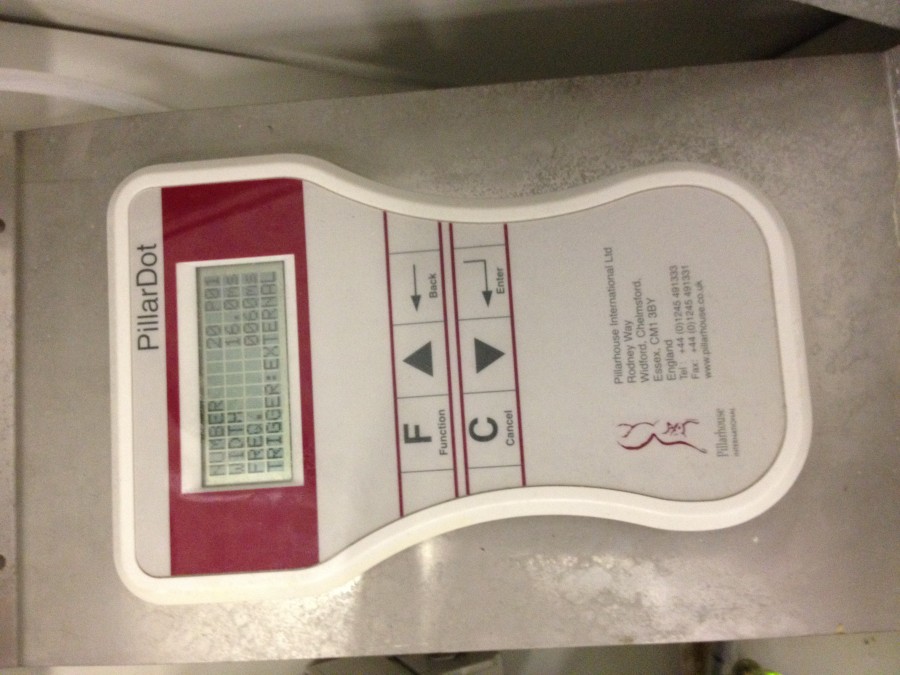 PillarDot
NUMBER 20 P01
WIDTH 16.0MS
FREQ. 0060HS
TRIGGER:EXTERNAL
F
Function
Back
C
Cancel
Enter
Pillarhouse
INTERNATIONAL
Pillarhouse International Ltd
Rodney Way
Widford, Chelmsford,
Essex, CM1 3BY
England
Tel : +44 (0)1245 491333
Fax: +44 (0)1245 491331
www.pillarhouse.co.uk